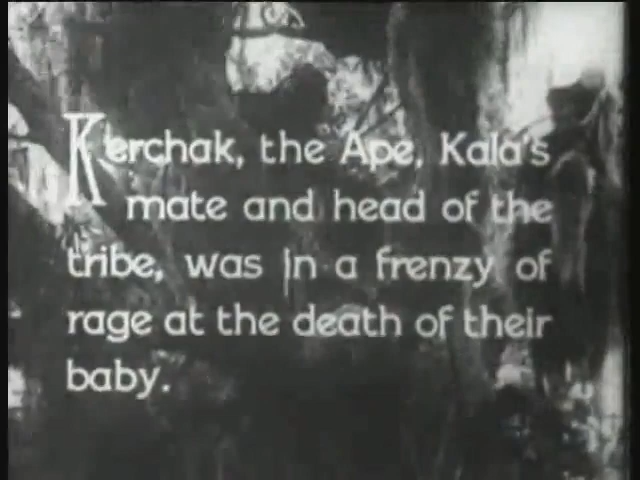 Kerchak, the Ape, Kala's
mate and head of the
tribe, was in a frenzy of
rage at the death of their
baby.